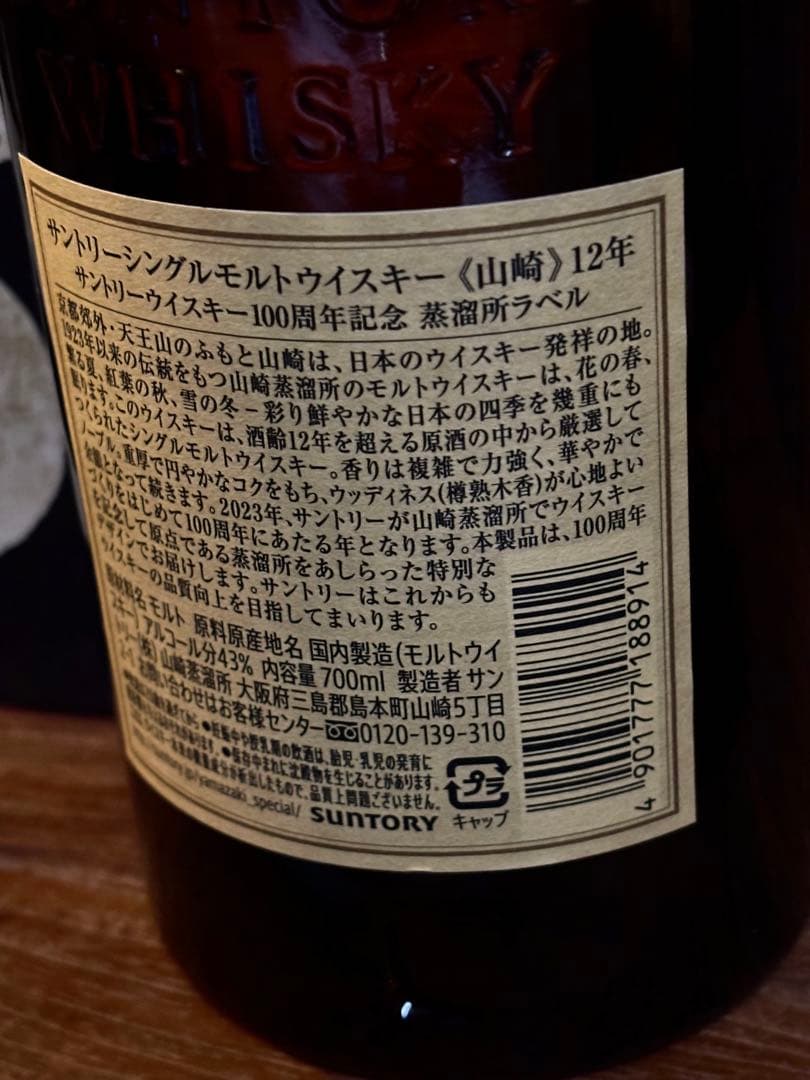 WHISKY
サントリーシングルモルトウイスキー《山崎》12年
サントリーウイスキー100周年記念 蒸溜所ラベル
京都郊外・天王山のふもと山崎は、日本のウイスキー発祥の地。
1923年以来の伝統をもつ山崎蒸溜所のモルトウイスキーは、花の春、
薫る夏、紅葉の秋、雪の冬－彩り鮮やかな日本の四季を幾重にも
眠ります。このウイスキーは、酒齢12年を超える原酒の中から厳選して
つくられたシングルモルトウイスキー。香りは複雑で力強く、華やかで
ノーブル。重厚で円やかなコクをもち、ウッディネス(樽熟木香)が心地よい
余韻となって続きます。2023年、サントリーが山崎蒸溜所でウイスキー
づくりをはじめて100周年にあたる年となります。本製品は、100周年
を記念して原点である蒸溜所をあしらった特別な
デザインでお届けします。サントリーはこれからも
ウイスキーの品質向上を目指してまいります。
原材料名 モルト 原料原産地名 国内製造(モルトウイ
スキー) アルコール分43% 内容量 700ml 製造者 サン
トリー(株) 山崎蒸溜所 大阪府三島郡島本町山崎5丁目
お問い合わせはお客様センター 0120-139-310
●妊娠中や授乳期の飲酒は、胎児・乳児の発育に
●保存中まれに沈殿物を生じることがありますが、
成分が析出したもので、品質上問題ございません。
yamazaki_special/
SUNTORY
プラ
キャップ
4 901777 188914